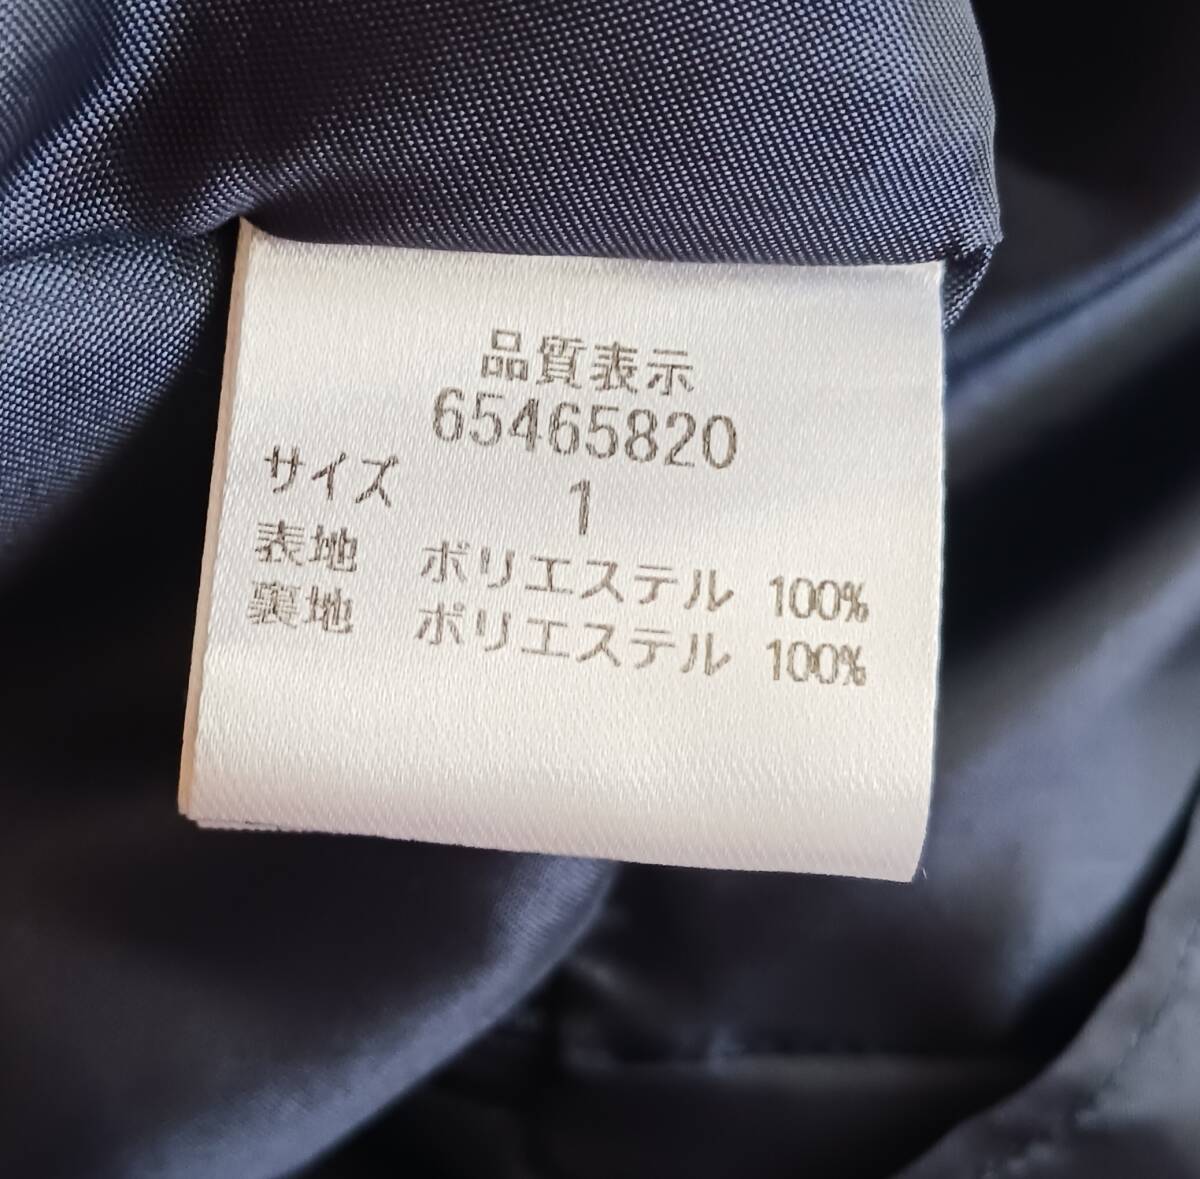 品質表示
65465820
サイズ 1
表地 ポリエステル 100%
裏地 ポリエステル 100%